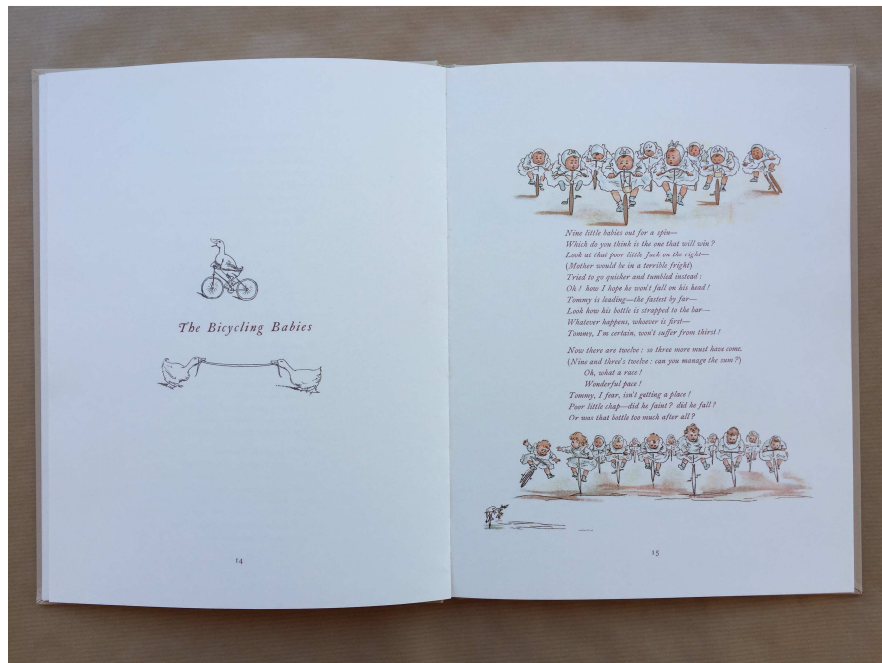 The Bicycling Babies
14
Nine little babies out for a spin—
Which do you think is the one that will win?
Look at that poor little Jack on the right—
(Mother would be in a terrible fright)
Tried to go quicker and tumbled instead:
Oh! how I hope he won't fall on his head!
Tommy is leading—the fastest by far—
Look how his bottle is strapped to the bar—
Whatever happens, whoever is first—
Tommy, I'm certain, won't suffer from thirst!
Now there are twelve: so three more must have come.
(Nine and three's twelve: can you manage the sum?)
Oh, what a race!
Wonderful pace!
Tommy, I fear, isn't getting a place!
Poor little chap—did he faint? did he fall?
Or was that bottle too much after all?
15